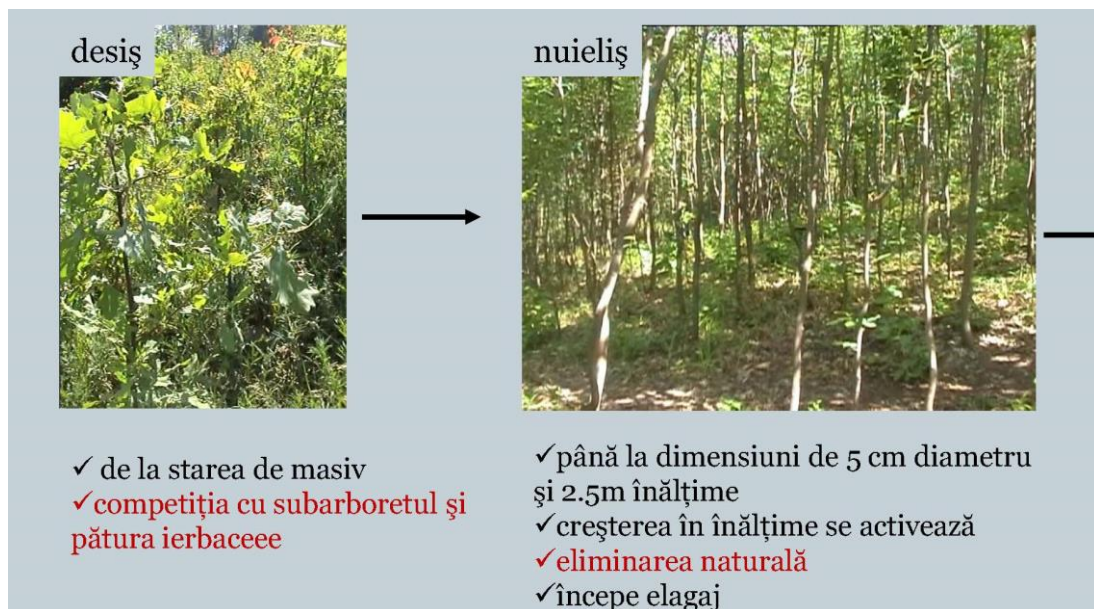 desiş
nuieliş
✓ de la starea de masiv
✓competiția cu subarboretul şi
pătura ierbaceee
✓până la dimensiuni de 5 cm diametru
şi 2.5m înălțime
✓creşterea în înălțime se activează
✓eliminarea naturală
✓începe elagaj